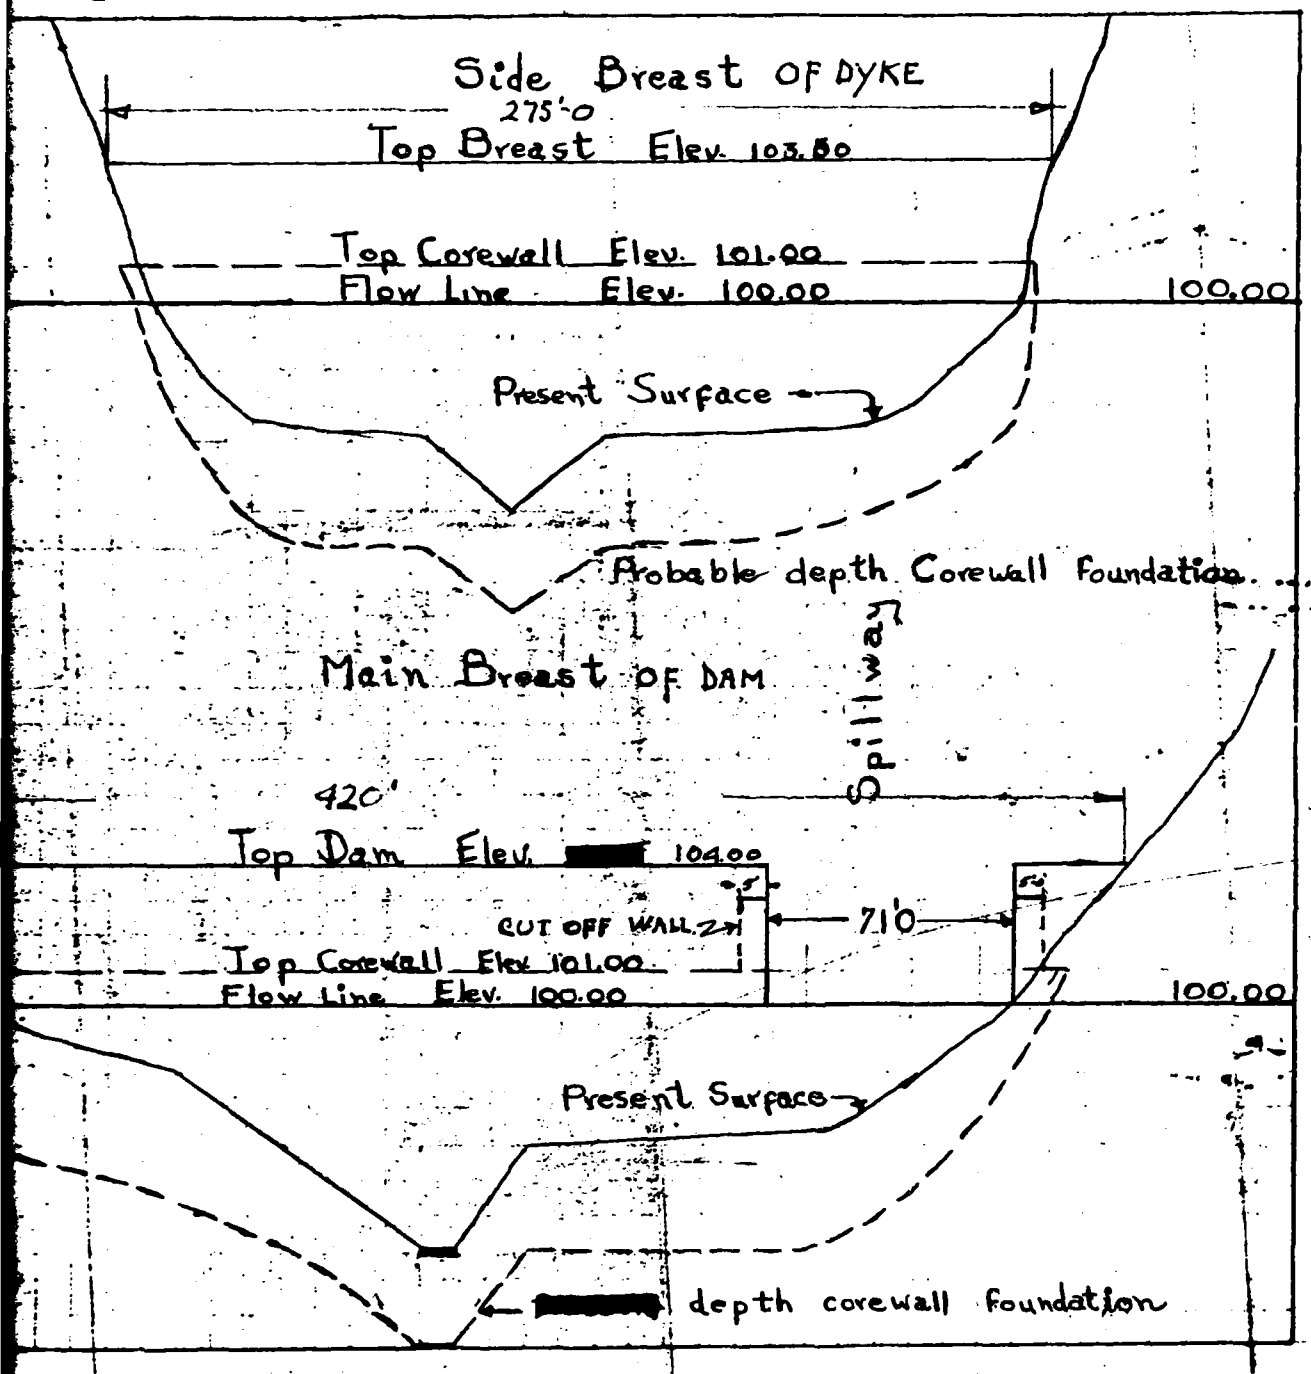 Side Breast OF DYKE
275'-0
Top Breast Elev. 103.50
Top Corewall Elev. 101.00
Flow Line Elev. 100.00
100.00
Present Surface
Probable depth Corewall foundation
Main Breast OF DAM
Spillway
420'
Top Dam Elev. 104.00
5'
CUT OFF WALL
71'0
Top Corewall Elev. 101.00
Flow Line Elev. 100.00
100.00
Present Surface
depth corewall foundation